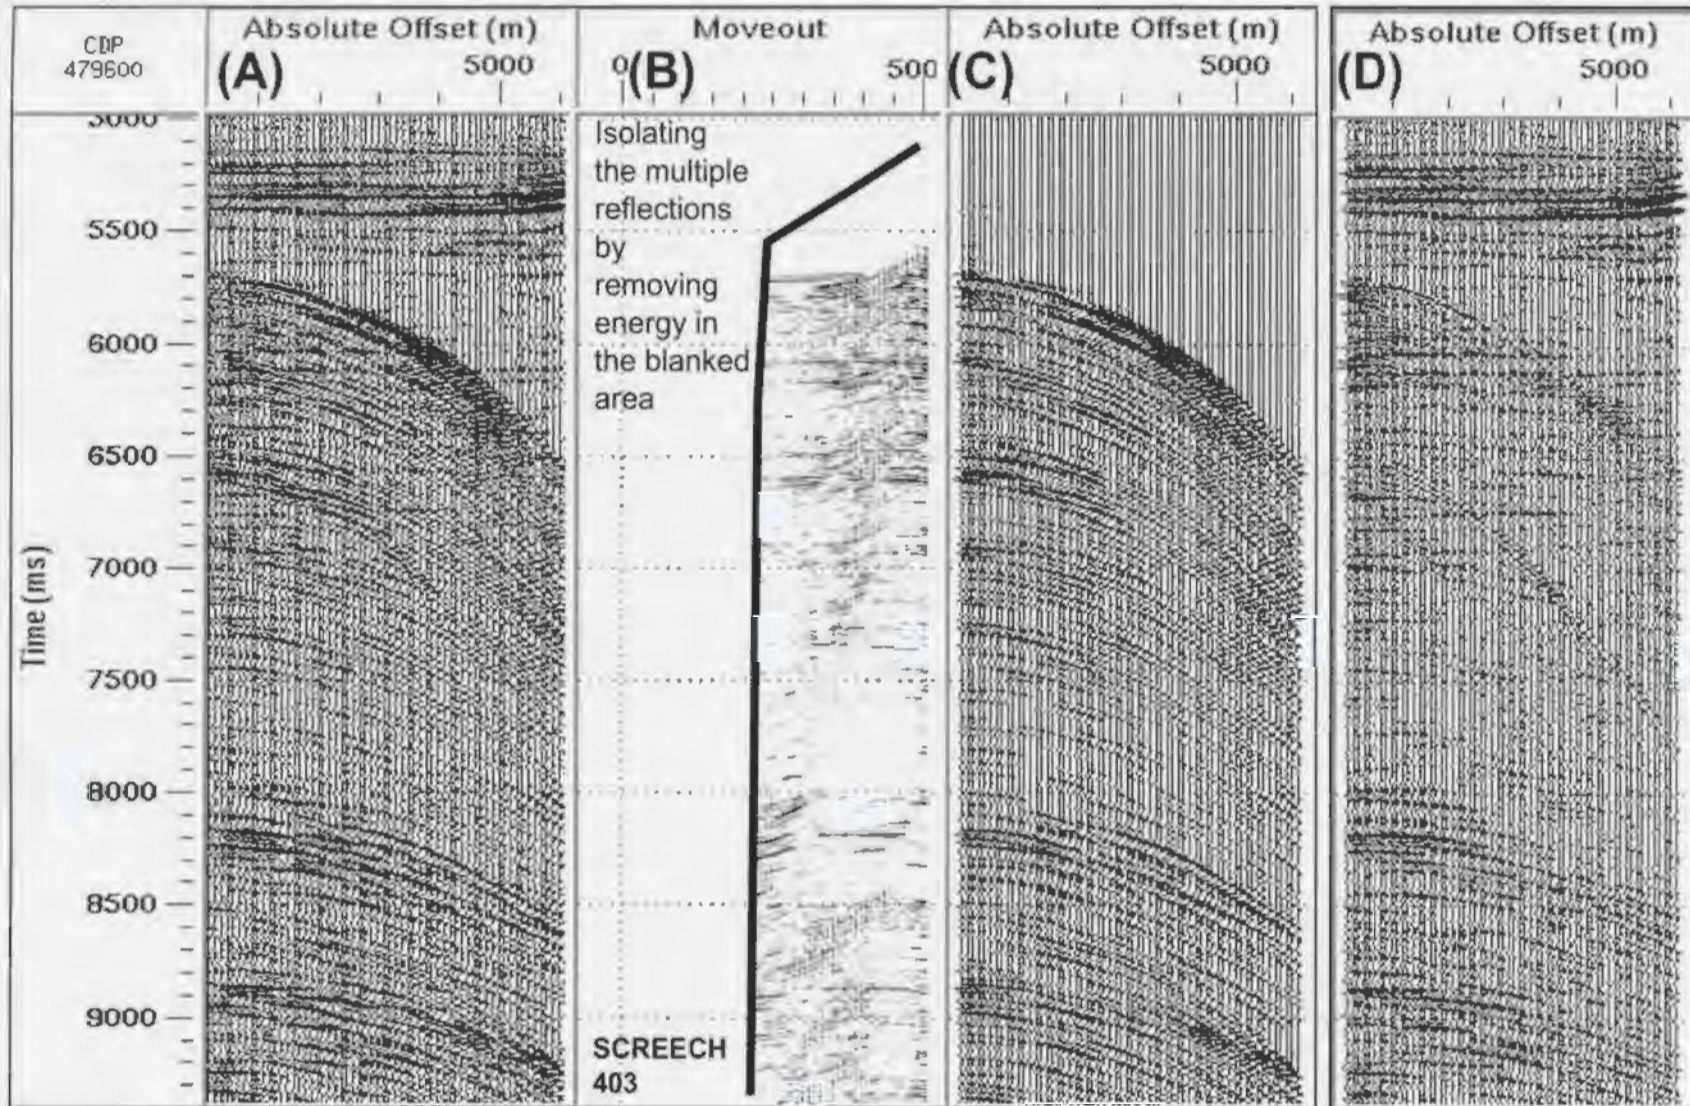 CDP
479600
Absolute Offset (m)
(A)
5000
Moveout
0
(B)
500
Absolute Offset (m)
(C)
5000
Absolute Offset (m)
(D)
5000
Time (ms)
5000
5500
6000
6500
7000
7500
8000
8500
9000
Isolating
the multiple
reflections
by
removing
energy in
the blanked
area
SCREECH
403